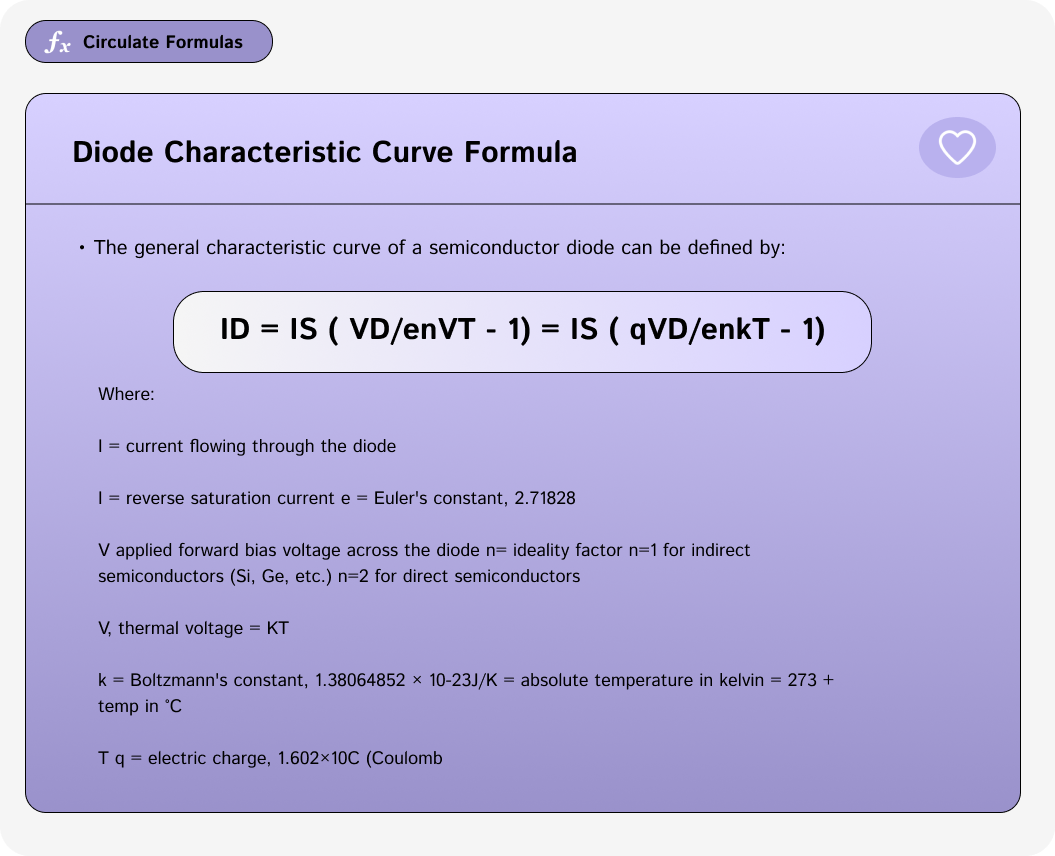 fx Circulate Formulas
Diode Characteristic Curve Formula
• The general characteristic curve of a semiconductor diode can be defined by:
ID = IS ( VD/enVT - 1) = IS ( qVD/enkT - 1)
Where:
I = current flowing through the diode
I = reverse saturation current e = Euler's constant, 2.71828
V applied forward bias voltage across the diode n= ideality factor n=1 for indirect
semiconductors (Si, Ge, etc.) n=2 for direct semiconductors
V, thermal voltage = KT
k = Boltzmann's constant, 1.38064852 × 10-23J/K = absolute temperature in kelvin = 273 +
temp in °C
T q = electric charge, 1.602×10C (Coulomb